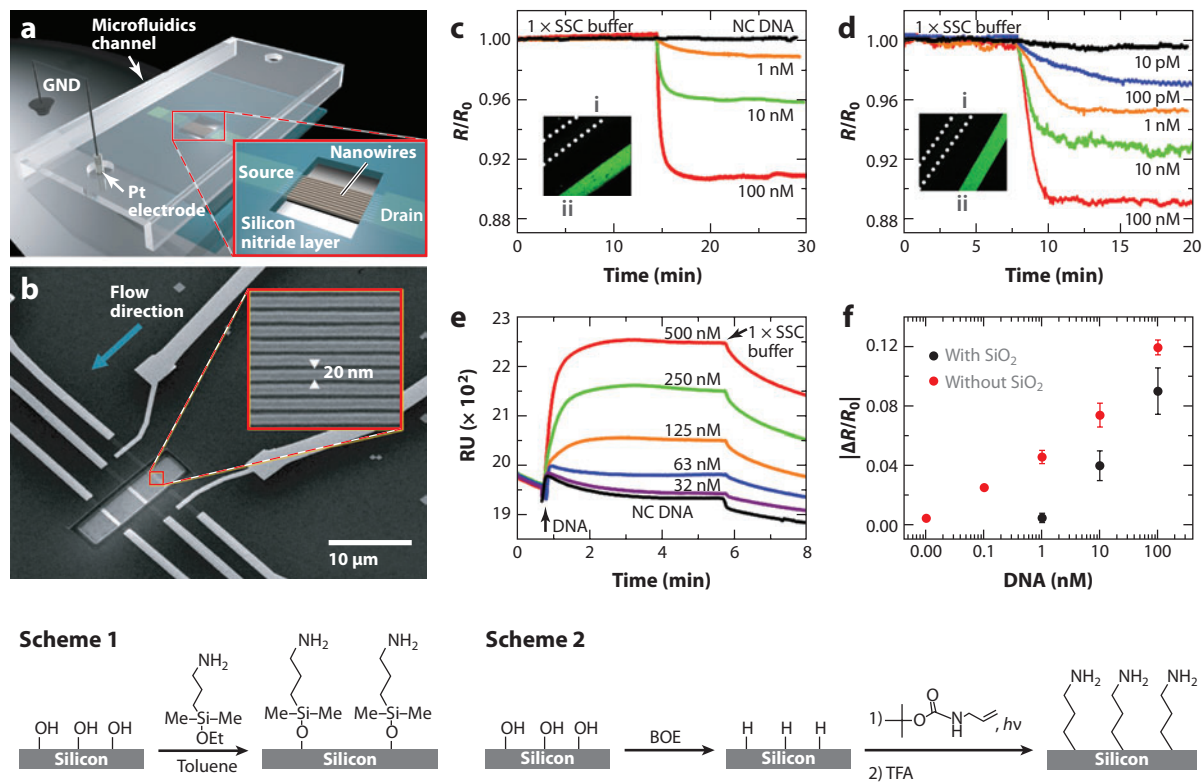 a
Microfluidics
channel
GND
Pt
electrode
Nanowires
Source
Drain
Silicon
nitride layer
b
Flow
direction
20 nm
10 µm
c
1 × SSC buffer
NC DNA
1.00
0.96
0.92
0.88
R/R0
1 nM
10 nM
100 nM
i
ii
0 10 20 30
Time (min)
d
1 × SSC buffer
1.00
0.96
0.92
0.88
R/R0
10 pM
100 pM
1 nM
10 nM
100 nM
i
ii
0 5 10 15 20
Time (min)
e
23
22
21
20
19
RU (× 10²)
500 nM
1 × SSC
buffer
250 nM
125 nM
63 nM
32 nM
NC DNA
DNA
0 2 4 6 8
Time (min)
f
0.12
0.08
0.04
0.00
|ΔR/R0|
With SiO2
Without SiO2
0.00 0.1 1 10 100
DNA (nM)
Scheme 1
OH OH OH
Silicon
NH2
Me–Si–Me
OEt
Toluene
NH2 NH2
Me–Si–Me Me–Si–Me
O O
Silicon
Scheme 2
OH OH OH
Silicon
BOE
H H H
Silicon
1) O O N H , hν
2) TFA
NH2 NH2 NH2
Silicon